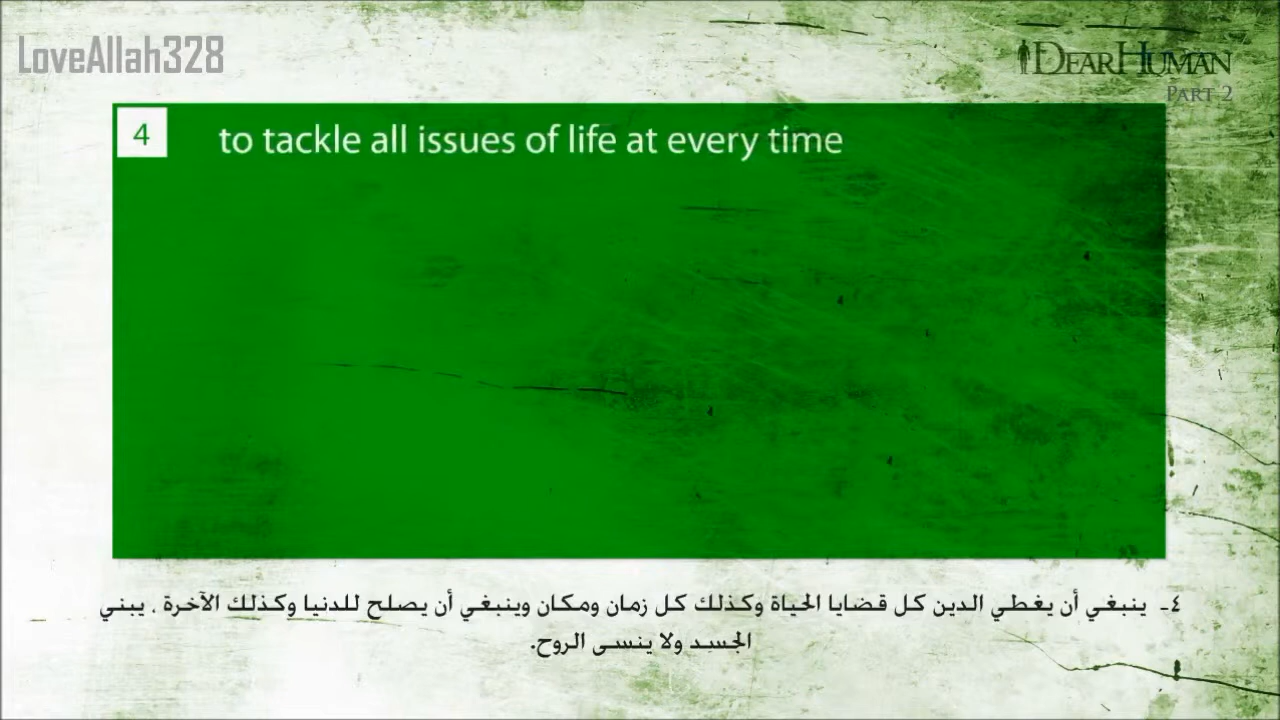 LoveAllah328
DEARHUMAN
PART 2
4
to tackle all issues of life at every time
٤- ينبغي أن يغطي الدين كل قضايا الحياة وكذلك كل زمان ومكان وينبغي أن يصلح للدنيا وكذلك الآخرة . يبني
الجسد ولا ينسى الروح.